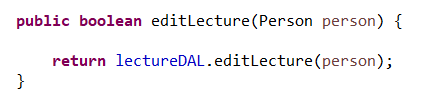 public boolean editLecture(Person person) {
return lectureDAL.editLecture(person);
}